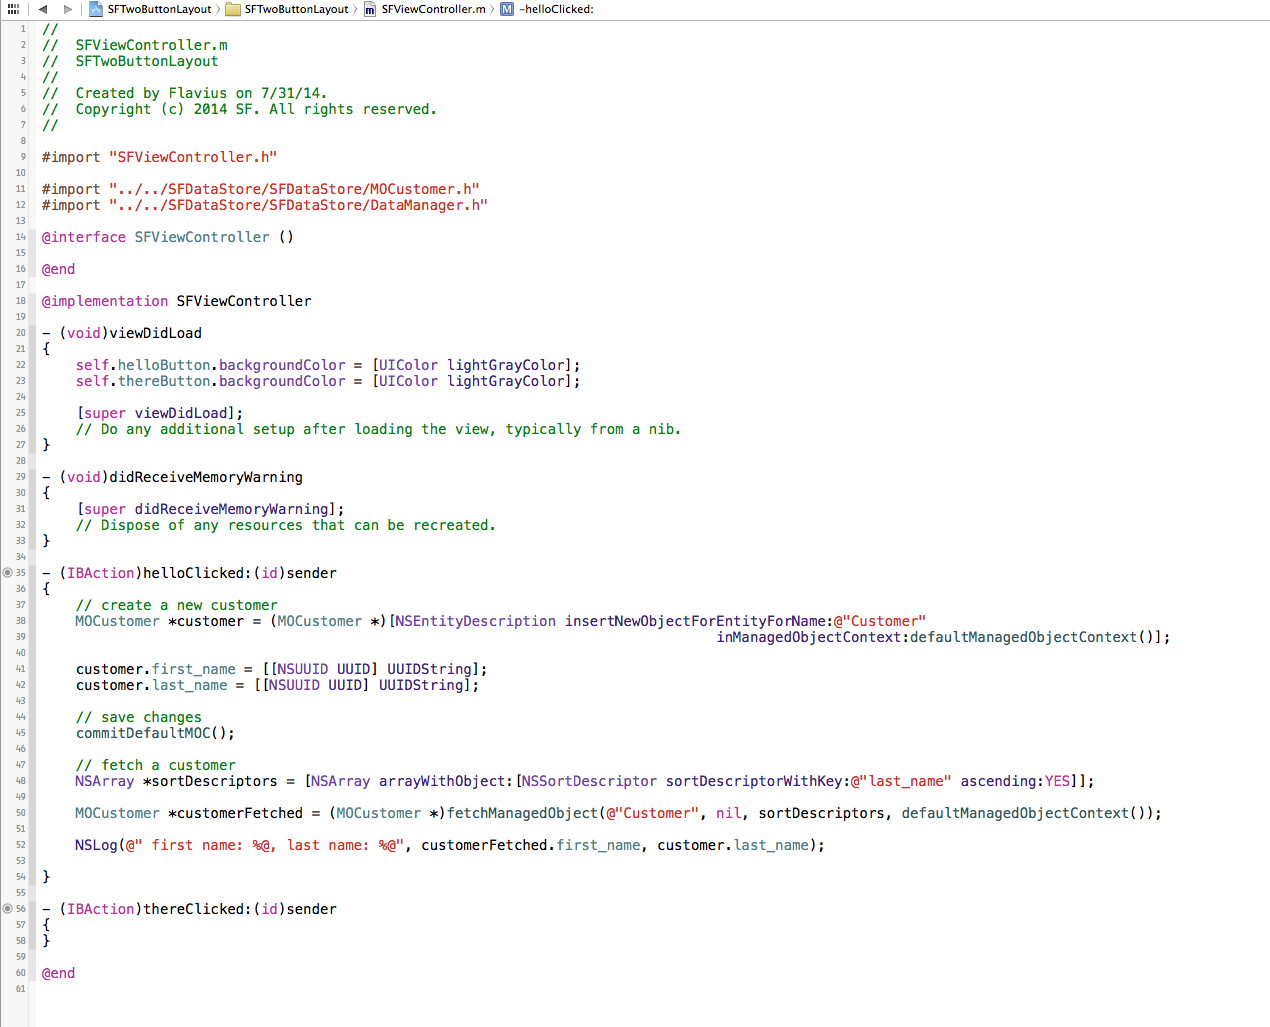 SFTwoButtonLayout SFTwoButtonLayout SFViewController.m M -helloClicked:
1 //
2 //  SFViewController.m
3 //  SFTwoButtonLayout
4 //
5 //  Created by Flavius on 7/31/14.
6 //  Copyright (c) 2014 SF. All rights reserved.
7 //
8
9 #import "SFViewController.h"
10
11 #import "../../SFDataStore/SFDataStore/MOCustomer.h"
12 #import "../../SFDataStore/SFDataStore/DataManager.h"
13
14 @interface SFViewController ()
15
16 @end
17
18 @implementation SFViewController
19
20 - (void)viewDidLoad
21 {
22     self.helloButton.backgroundColor = [UIColor lightGrayColor];
23     self.thereButton.backgroundColor = [UIColor lightGrayColor];
24
25     [super viewDidLoad];
26     // Do any additional setup after loading the view, typically from a nib.
27 }
28
29 - (void)didReceiveMemoryWarning
30 {
31     [super didReceiveMemoryWarning];
32     // Dispose of any resources that can be recreated.
33 }
34
35 - (IBAction)helloClicked:(id)sender
36 {
37     // create a new customer
38     MOCustomer *customer = (MOCustomer *)[NSEntityDescription insertNewObjectForEntityForName:@"Customer"
39                                                                                 inManagedObjectContext:defaultManagedObjectContext()];
40
41     customer.first_name = [[NSUUID UUID] UUIDString];
42     customer.last_name = [[NSUUID UUID] UUIDString];
43
44     // save changes
45     commitDefaultMOC();
46
47     // fetch a customer
48     NSArray *sortDescriptors = [NSArray arrayWithObject:[NSSortDescriptor sortDescriptorWithKey:@"last_name" ascending:YES]];
49
50     MOCustomer *customerFetched = (MOCustomer *)fetchManagedObject(@"Customer", nil, sortDescriptors, defaultManagedObjectContext());
51
52     NSLog(@" first name: %@, last name: %@", customerFetched.first_name, customer.last_name);
53
54 }
55
56 - (IBAction)thereClicked:(id)sender
57 {
58 }
59
60 @end
61